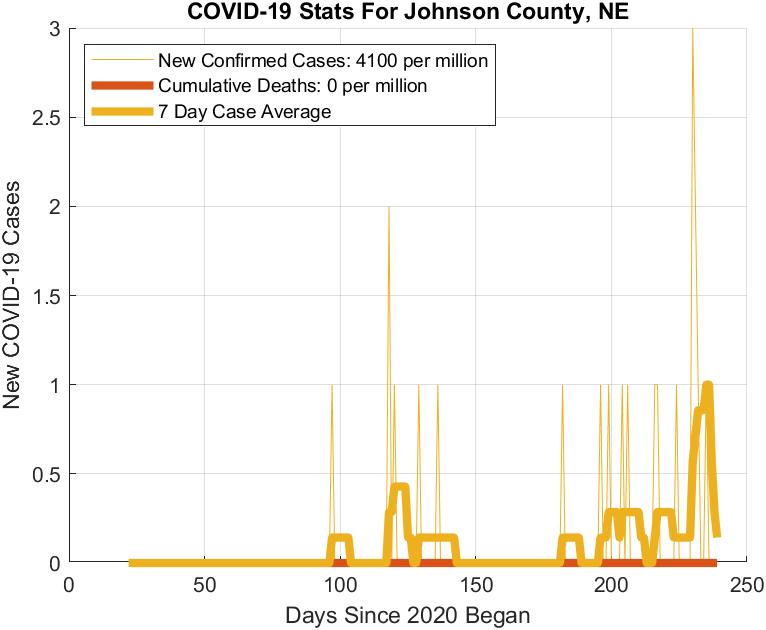 COVID-19 Stats For Johnson County, NE
New Confirmed Cases: 4100 per million
Cumulative Deaths: 0 per million
7 Day Case Average
New COVID-19 Cases
3
2.5
2
1.5
1
0.5
0
0 50 100 150 200 250
Days Since 2020 Began